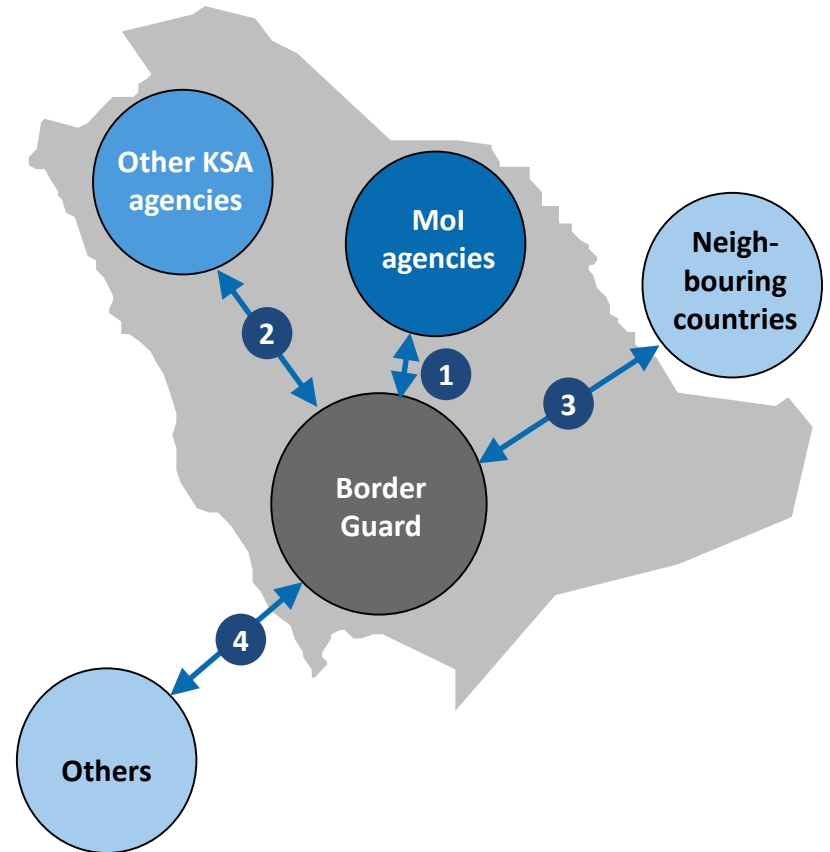 Other KSA
agencies
MoI
agencies
Neigh-
bouring
countries
2
1
3
Border
Guard
4
Others